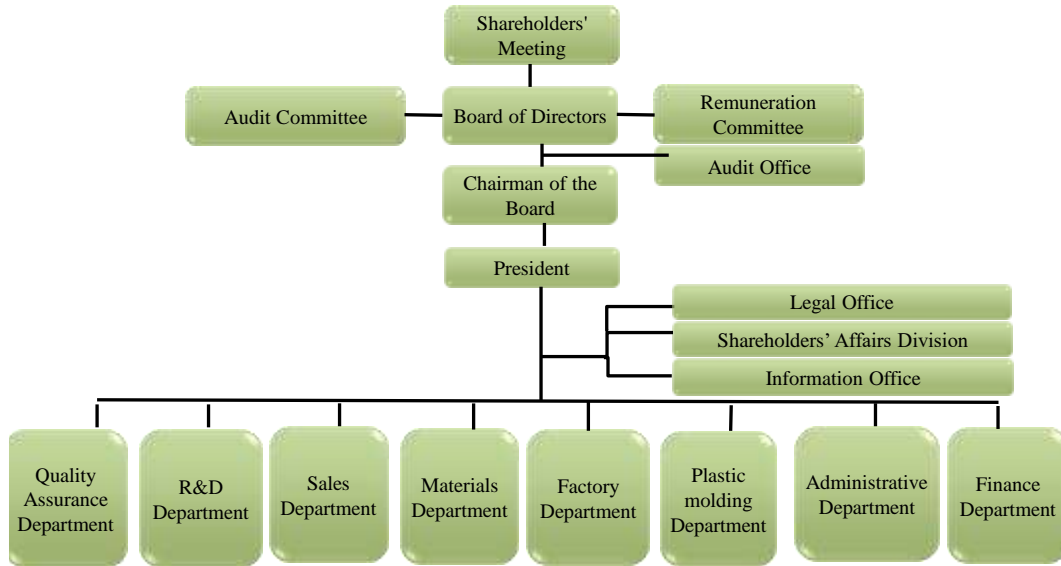 Shareholders'
Meeting
Audit Committee
Board of Directors
Remuneration
Committee
Audit Office
Chairman of the
Board
President
Legal Office
Shareholders’ Affairs Division
Information Office
Quality
Assurance
Department
R&D
Department
Sales
Department
Materials
Department
Factory
Department
Plastic
molding
Department
Administrative
Department
Finance
Department